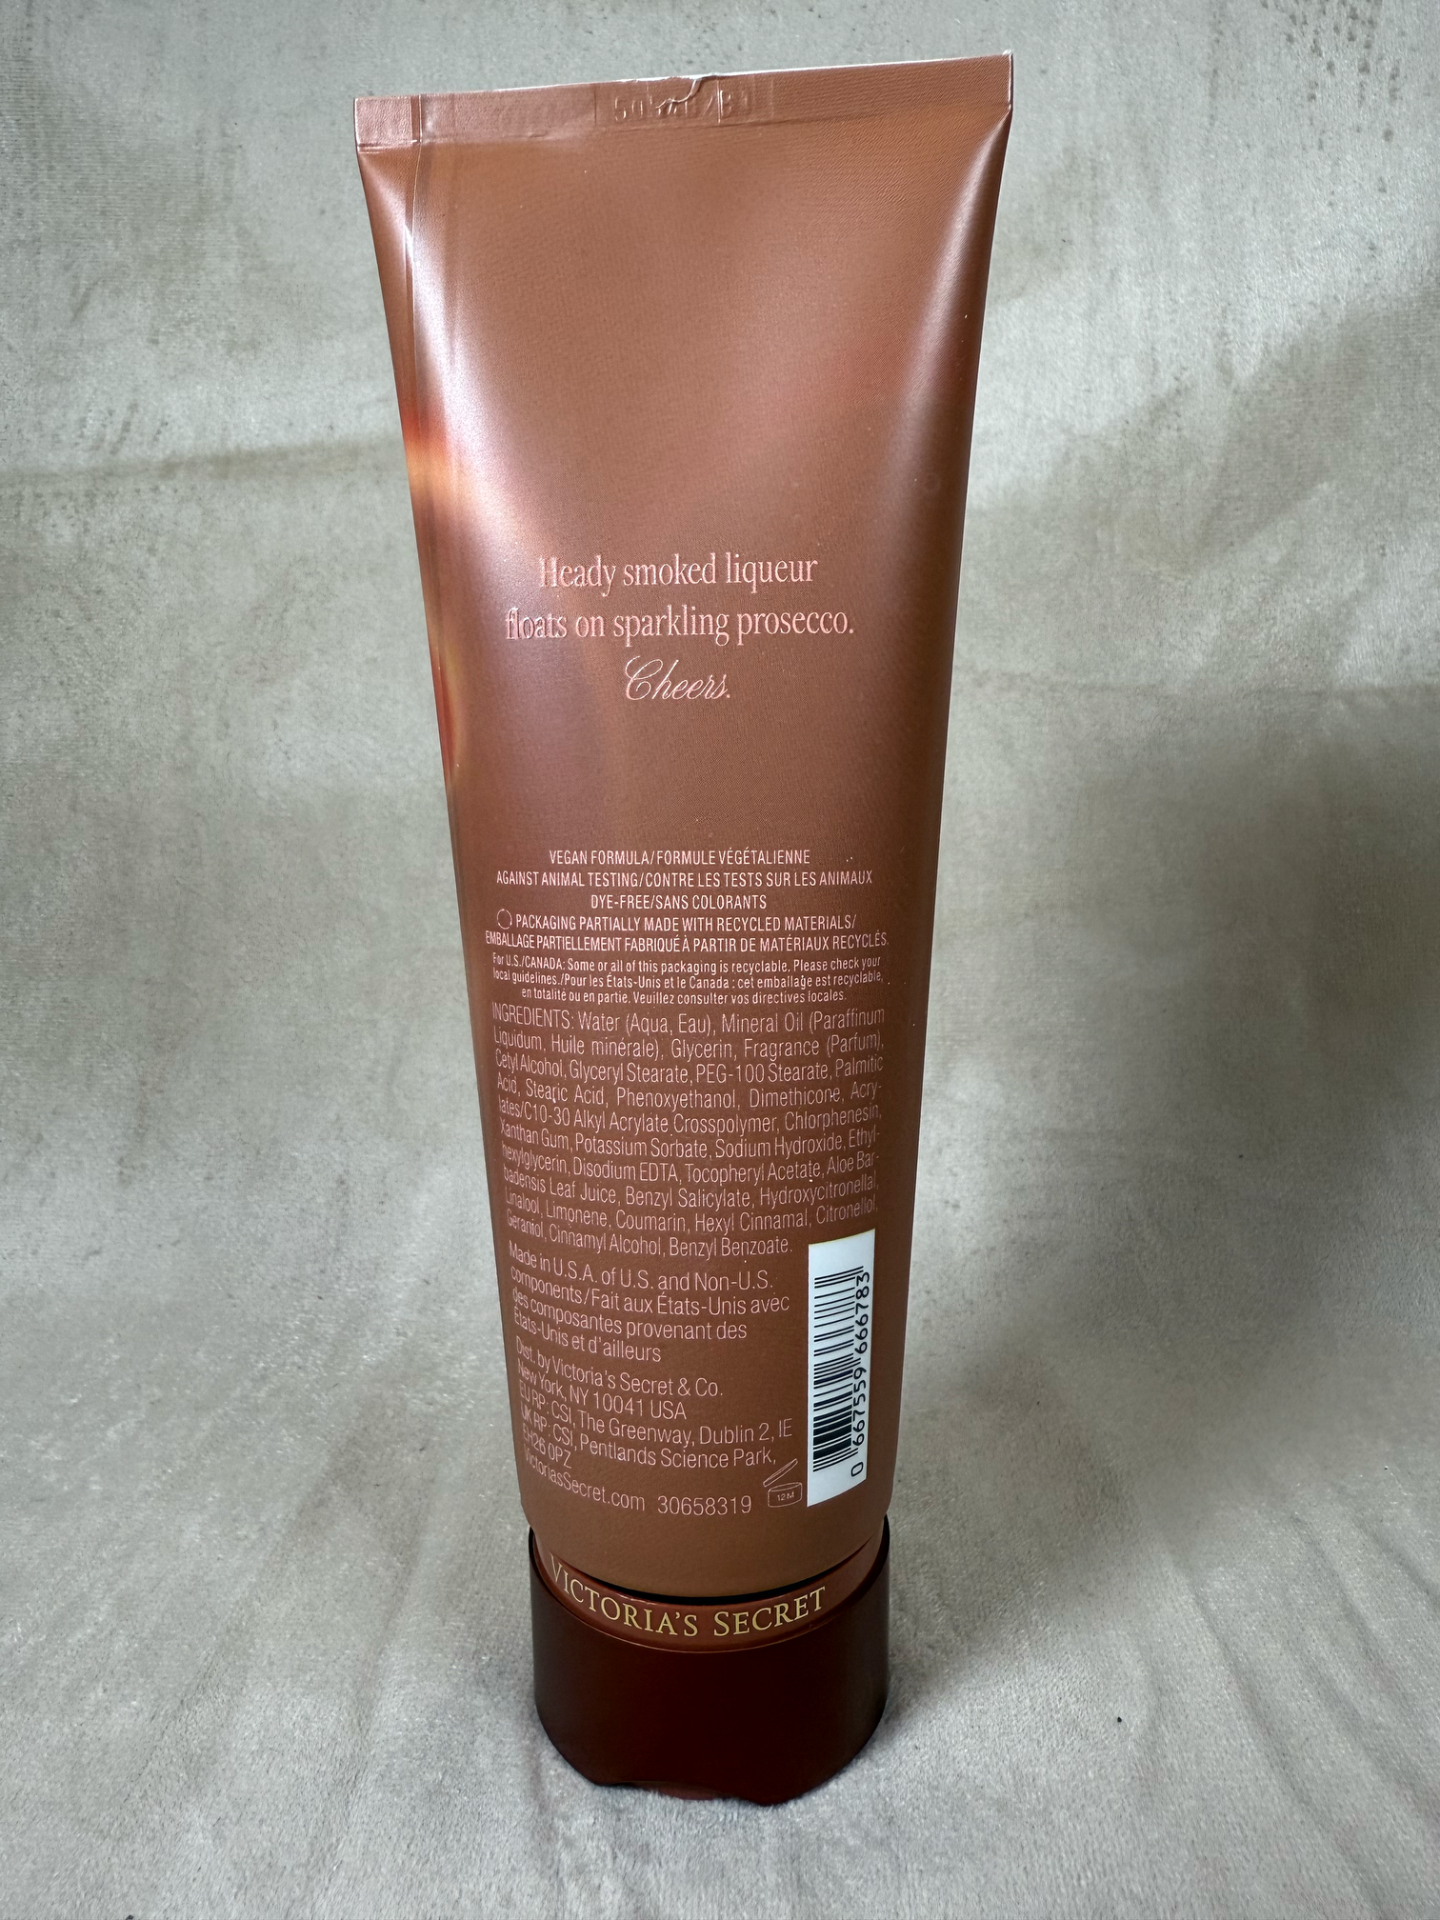 Heady smoked liqueur
floats on sparkling prosecco.
Cheers.
VEGAN FORMULA/FORMULE VÉGÉTALIENNE
AGAINST ANIMAL TESTING/CONTRE LES TESTS SUR LES ANIMAUX
DYE-FREE/SANS COLORANTS
PACKAGING PARTIALLY MADE WITH RECYCLED MATERIALS/
EMBALLAGE PARTIELLEMENT FABRIQUÉ À PARTIR DE MATÉRIAUX RECYCLÉS.
For U.S./CANADA: Some or all of this packaging is recyclable. Please check your
local guidelines./Pour les États-Unis et le Canada : cet emballage est recyclable,
en totalité ou en partie. Veuillez consulter vos directives locales.
INGREDIENTS: Water (Aqua, Eau), Mineral Oil (Paraffinum
Liquidum, Huile minérale), Glycerin, Fragrance (Parfum),
Cetyl Alcohol, Glyceryl Stearate, PEG-100 Stearate, Palmitic
Acid, Stearic Acid, Phenoxyethanol, Dimethicone, Acry-
lates/C10-30 Alkyl Acrylate Crosspolymer, Chlorphenesin,
Xanthan Gum, Potassium Sorbate, Sodium Hydroxide, Ethyl-
hexylglycerin, Disodium EDTA, Tocopheryl Acetate, Aloe Bar-
badensis Leaf Juice, Benzyl Salicylate, Hydroxycitronellal,
Linalool, Limonene, Coumarin, Hexyl Cinnamal, Citronellol,
Geraniol, Cinnamyl Alcohol, Benzyl Benzoate.
Made in U.S.A. of U.S. and Non-U.S.
components/Fait aux États-Unis avec
des composantes provenant des
États-Unis et d'ailleurs
Dist. by Victoria's Secret & Co.
New York, NY 10041 USA
EU RP: CSI, The Greenway, Dublin 2, IE
UK RP: CSI, Pentlands Science Park,
EH26 0PZ
VictoriasSecret.com 30658319
12M
0 667559 666783
VICTORIA'S SECRET